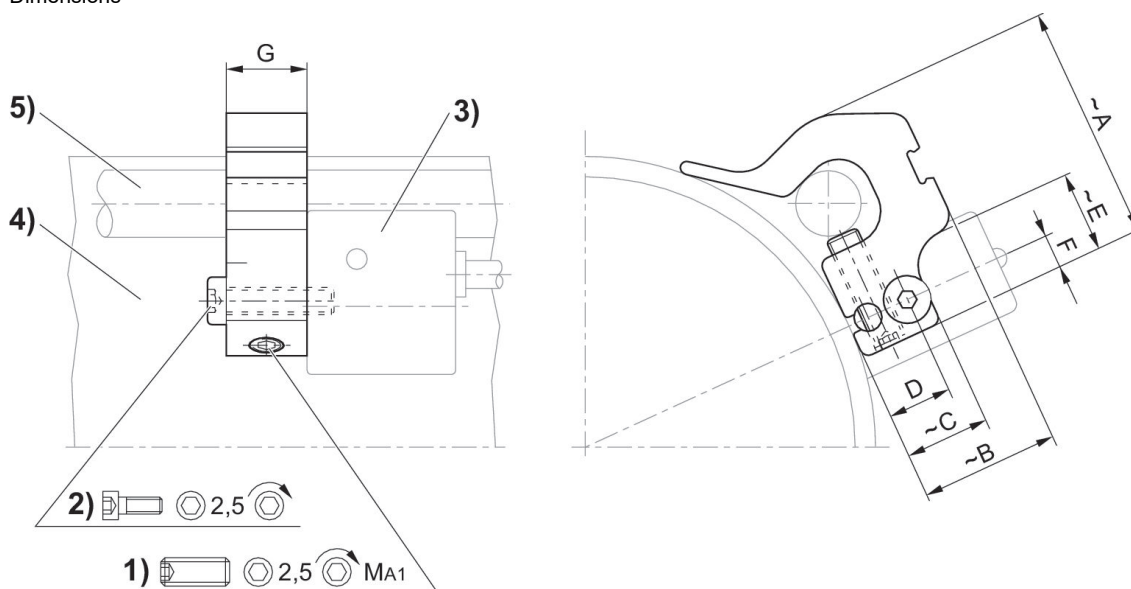 Dimensions
G
5)
3)
4)
2) 2,5
1) 2,5 MA1
~A
~E
F
D
~C
~B